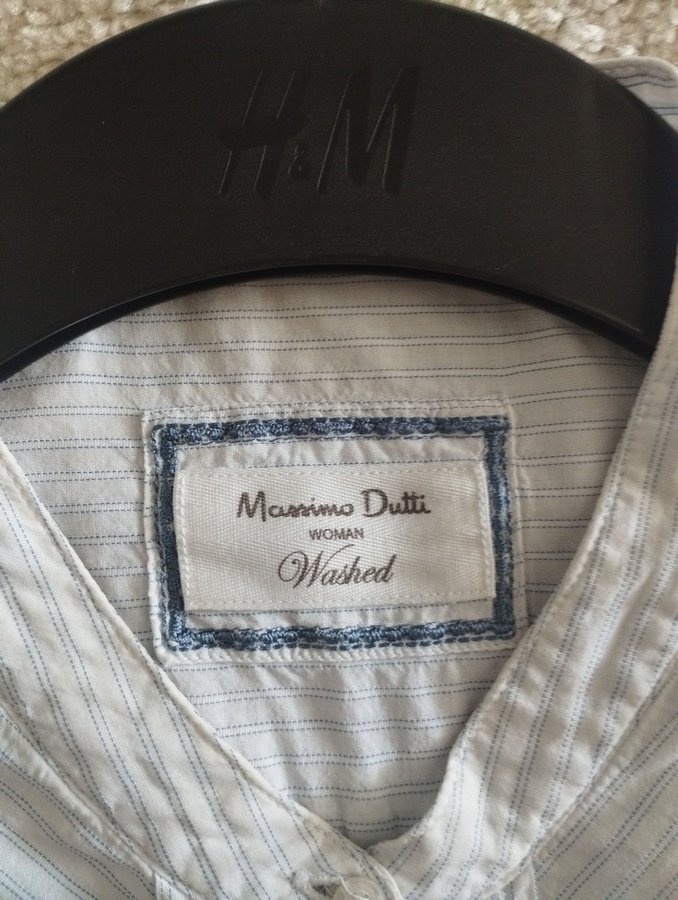 H&M
Massimo Dutti
WOMAN
Washed